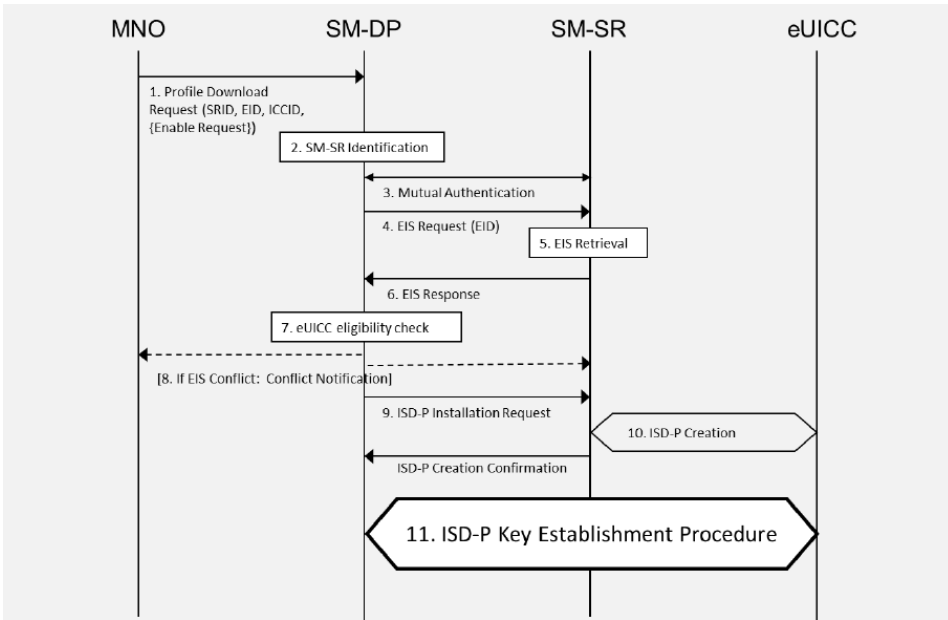 MNO
SM-DP
SM-SR
eUICC
1. Profile Download
Request (SRID, EID, ICCID,
{Enable Request})
2. SM-SR Identification
3. Mutual Authentication
4. EIS Request (EID)
5. EIS Retrieval
6. EIS Response
7. eUICC eligibility check
[8. If EIS Conflict: Conflict Notification]
9. ISD-P Installation Request
10. ISD-P Creation
ISD-P Creation Confirmation
11. ISD-P Key Establishment Procedure